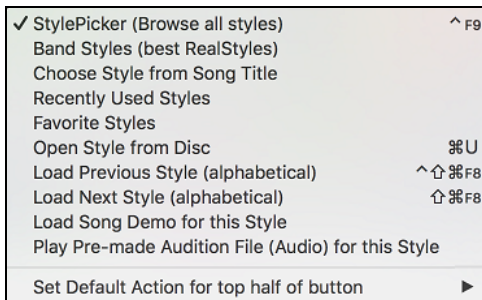 ✓ StylePicker (Browse all styles) ^F9
Band Styles (best RealStyles)
Choose Style from Song Title
Recently Used Styles
Favorite Styles
Open Style from Disc ⌘U
Load Previous Style (alphabetical) ^⇧⌘F8
Load Next Style (alphabetical) ⇧⌘F8
Load Song Demo for this Style
Play Pre-made Audition File (Audio) for this Style
Set Default Action for top half of button ▶